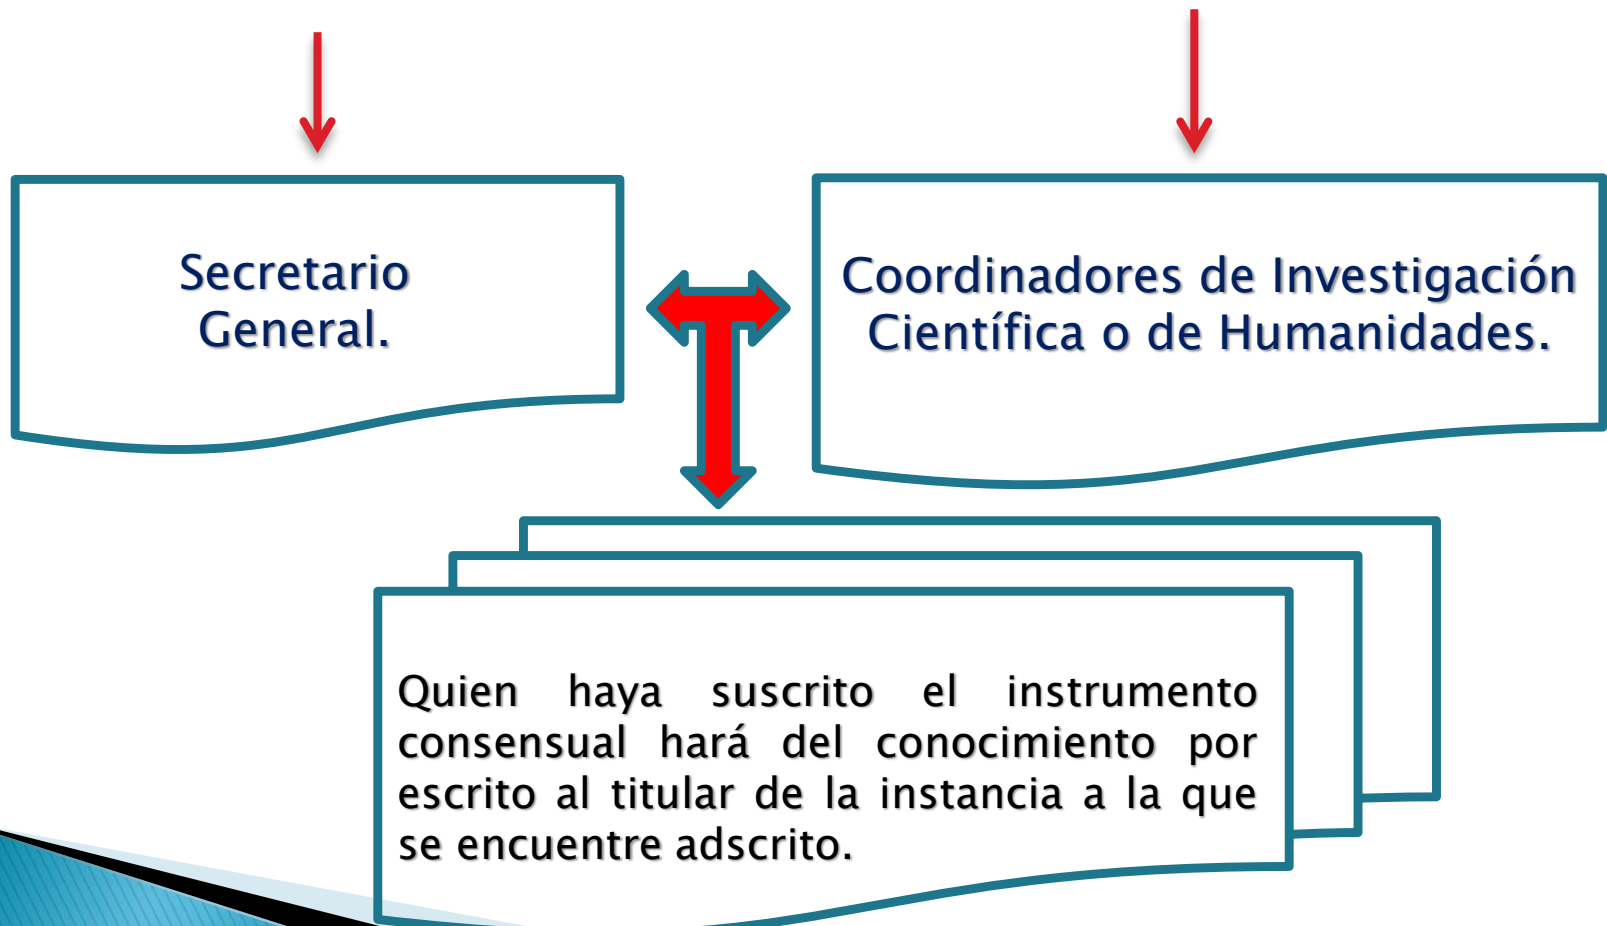 Secretario
General.
Coordinadores de Investigación
Científica o de Humanidades.
Quien haya suscrito el instrumento
consensual hará del conocimiento por
escrito al titular de la instancia a la que
se encuentre adscrito.